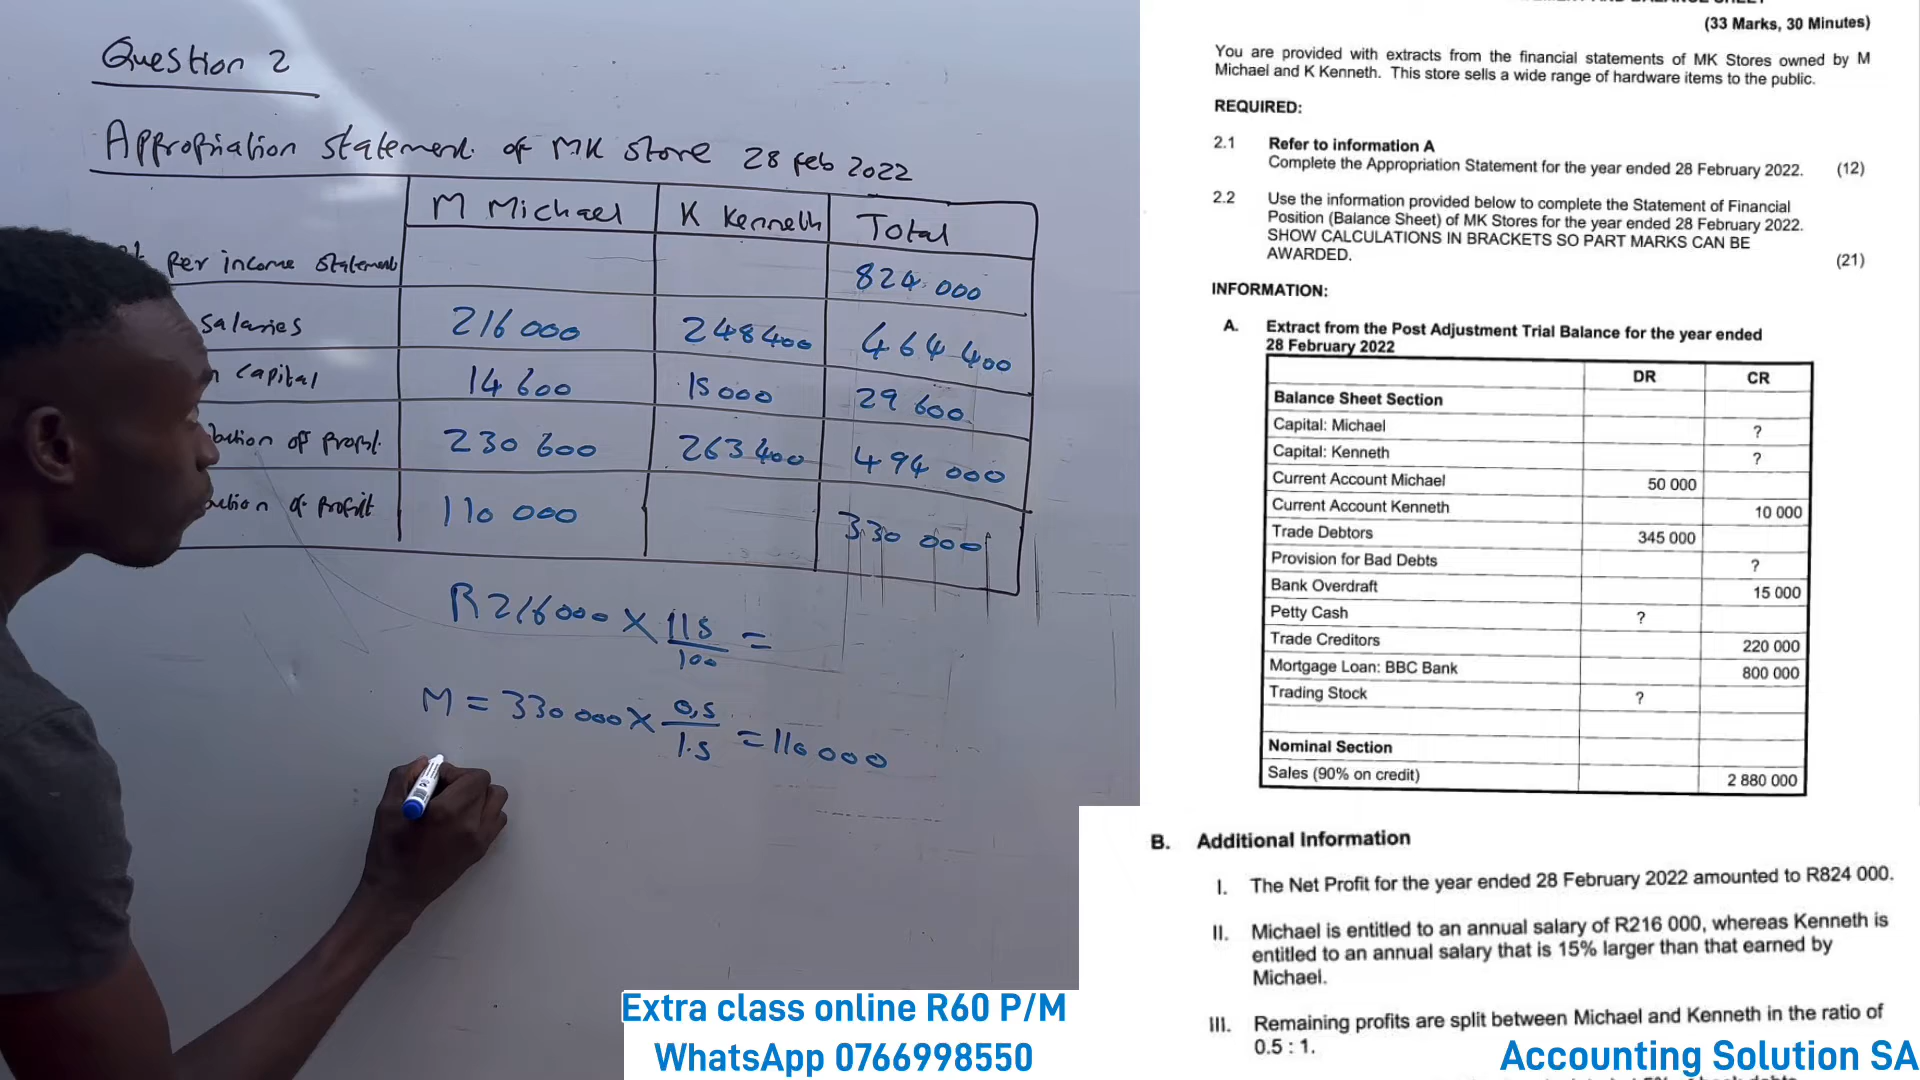 Question 2
Appropriation statement of MK store 28 feb 2022
M Michael K Kenneth Total
per income statement 824 000
salaries 216 000 248 400 464 400
capital 14 600 15 000 29 600
of profit 230 600 263 400 494 000
of profit 110 000 330 000
R216000 × 115/100 =
M = 330 000 × 0,5/1.5 = 110 000
(33 Marks, 30 Minutes)
You are provided with extracts from the financial statements of MK Stores owned by M
Michael and K Kenneth. This store sells a wide range of hardware items to the public.
REQUIRED:
2.1 Refer to information A
Complete the Appropriation Statement for the year ended 28 February 2022. (12)
2.2 Use the information provided below to complete the Statement of Financial
Position (Balance Sheet) of MK Stores for the year ended 28 February 2022.
SHOW CALCULATIONS IN BRACKETS SO PART MARKS CAN BE
AWARDED. (21)
INFORMATION:
A. Extract from the Post Adjustment Trial Balance for the year ended
28 February 2022
DR CR
Balance Sheet Section
Capital: Michael ?
Capital: Kenneth ?
Current Account Michael 50 000
Current Account Kenneth 10 000
Trade Debtors 345 000
Provision for Bad Debts ?
Bank Overdraft 15 000
Petty Cash ?
Trade Creditors 220 000
Mortgage Loan: BBC Bank 800 000
Trading Stock ?
Nominal Section
Sales (90% on credit) 2 880 000
B. Additional Information
I. The Net Profit for the year ended 28 February 2022 amounted to R824 000.
II. Michael is entitled to an annual salary of R216 000, whereas Kenneth is
entitled to an annual salary that is 15% larger than that earned by
Michael.
III. Remaining profits are split between Michael and Kenneth in the ratio of
0.5 : 1.
Extra class online R60 P/M
WhatsApp 0766998550
Accounting Solution SA